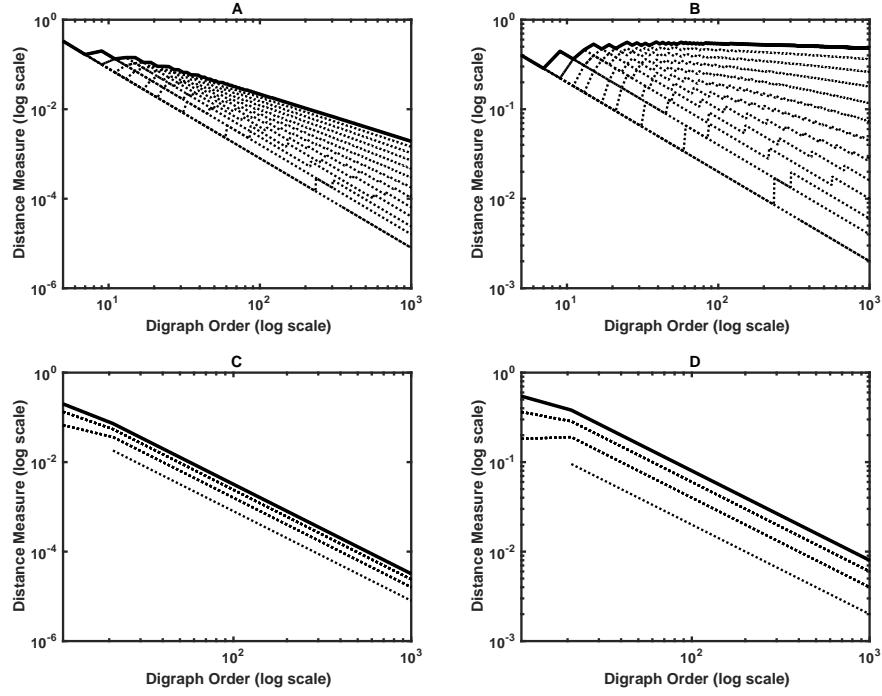 A
10^0
10^-2
10^-4
10^-6
10^1
10^2
10^3
Distance Measure (log scale)
Digraph Order (log scale)
B
10^0
10^-1
10^-2
10^-3
10^1
10^2
10^3
Distance Measure (log scale)
Digraph Order (log scale)
C
10^0
10^-2
10^-4
10^-6
10^2
10^3
Distance Measure (log scale)
Digraph Order (log scale)
D
10^0
10^-1
10^-2
10^-3
10^2
10^3
Distance Measure (log scale)
Digraph Order (log scale)